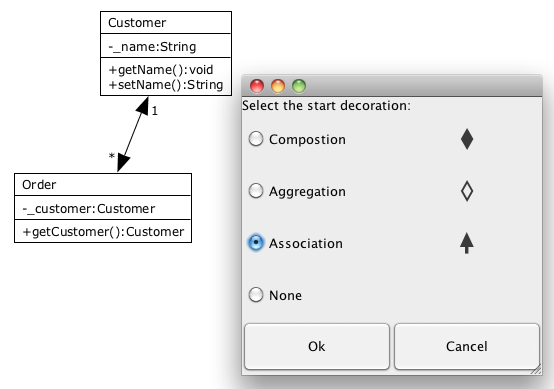 Customer
-_name:String
+getName():void
+setName():String
1
*
Order
-_customer:Customer
+getCustomer():Customer
Select the start decoration:
Compostion
Aggregation
Association
None
Ok
Cancel